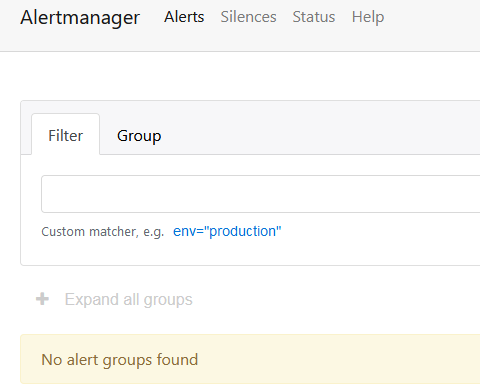 Alertmanager Alerts Silences Status Help
Filter Group
Custom matcher, e.g. env="production"
Expand all groups
No alert groups found